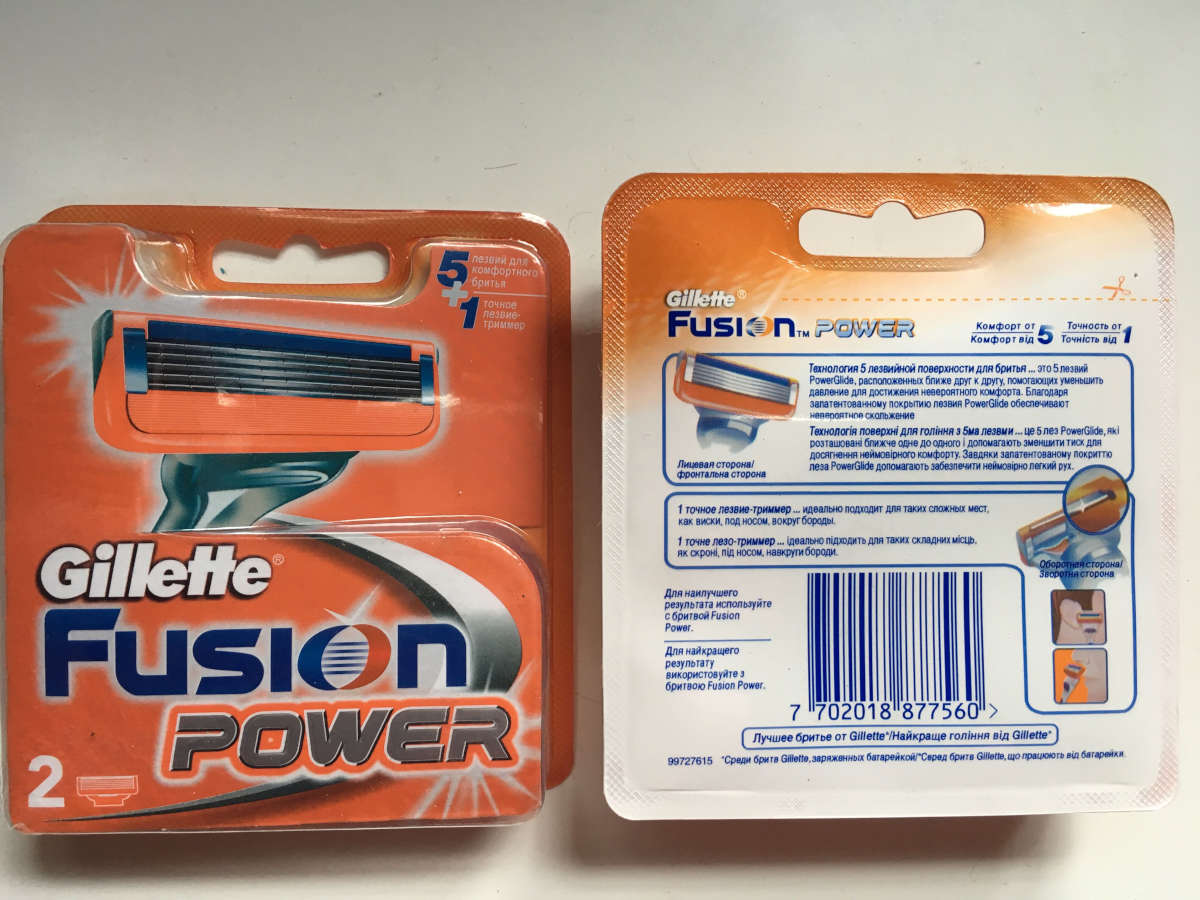 5 лезвий для
комфортного
бритья
+1 точное
лезвие-
триммер
Gillette®
FUSION
POWER
2
Gillette®
FUSION™ POWER
Комфорт от
Комфорт від 5
Точность от
Точність від 1
Технология 5 лезвийной поверхности для бритья ... это 5 лезвий
PowerGlide, расположенных ближе друг к другу, помогающих уменьшить
давление для достижения невероятного комфорта. Благодаря
запатентованному покрытию лезвия PowerGlide обеспечивают
невероятное скольжение
Технологія поверхні для гоління з 5ма лезвми ... це 5 лез PowerGlide, які
розташовані ближче одне до одного і допомагають зменшити тиск для
досягнення неймовірного комфорту. Завдяки запатентованому покриттю
леза PowerGlide допомагають забезпечити неймовірно легкий рух.
Лицевая сторона/
фронтальна сторона
1 точное лезвие-триммер ... идеально подходит для таких сложных мест,
как виски, под носом, вокруг бороды.
1 точне лезо-триммер ... ідеально підходить для таких складних місць,
як скроні, під носом, навкруги бороди.
Оборотная сторона/
Зворотня сторона
Для наилучшего
результата используйте
с бритвой Fusion
Power.
Для найкращего
результату
використовуйте з
бритвою Fusion Power.
7 702018 877560 >
Лучшее бритье от Gillette*/Найкраще гоління від Gillette*
99727615 *Среди бритв Gillette, заряженных батарейкой/*Серед бритв Gillette, що працюють від батарейки.